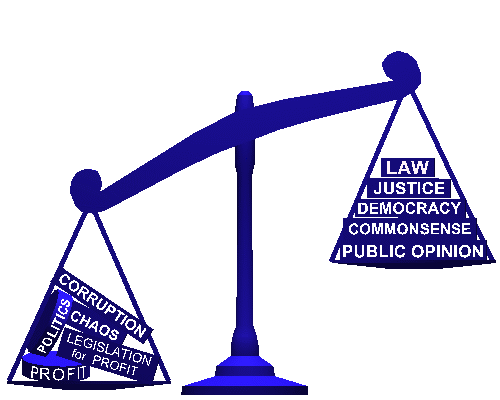 CORRUPTION
POLITICS
CHAOS
LEGISLATION
for PROFIT
PROFIT
LAW
JUSTICE
DEMOCRACY
COMMONSENSE
PUBLIC OPINION